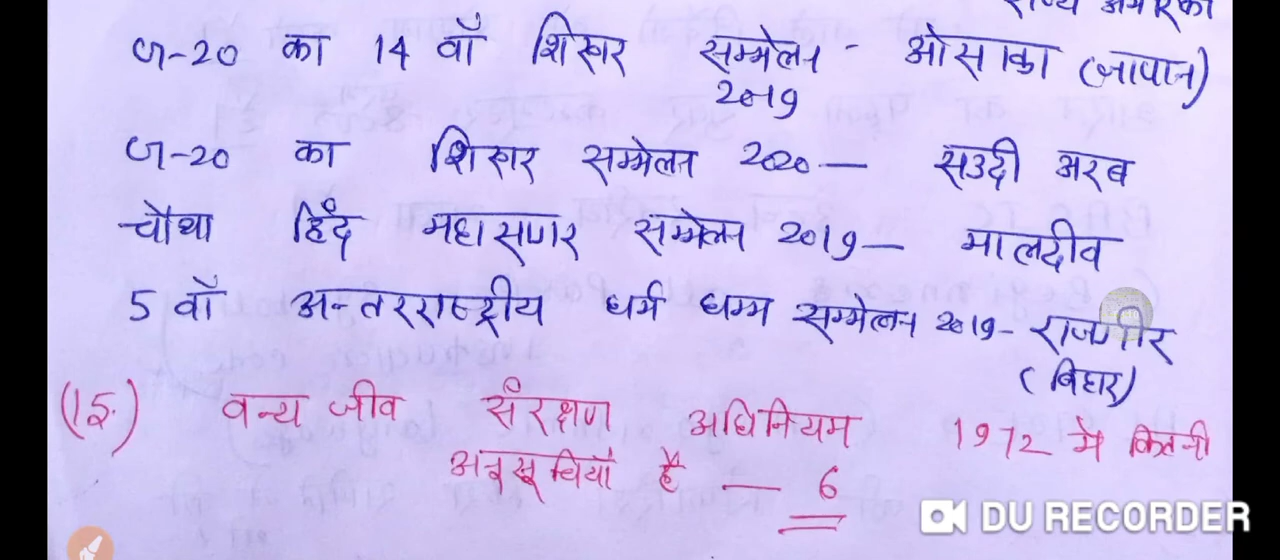 राज्य अमेरिका
जी-20 का 14 वाँ शिखर सम्मेलन - ओसाका (जापान)
2019
जी-20 का शिखर सम्मेलन 2020 — सउदी अरब
चौथा हिंद महासागर सम्मेलन 2019 — मालदीव
5 वाँ अन्तरराष्ट्रीय धर्म धम्म सम्मेलन 2019 - राजगीर
(बिहार)
(15.) वन्य जीव संरक्षण अधिनियम 1972 में कितनी
अनुसूचियाँ है — 6
DU RECORDER